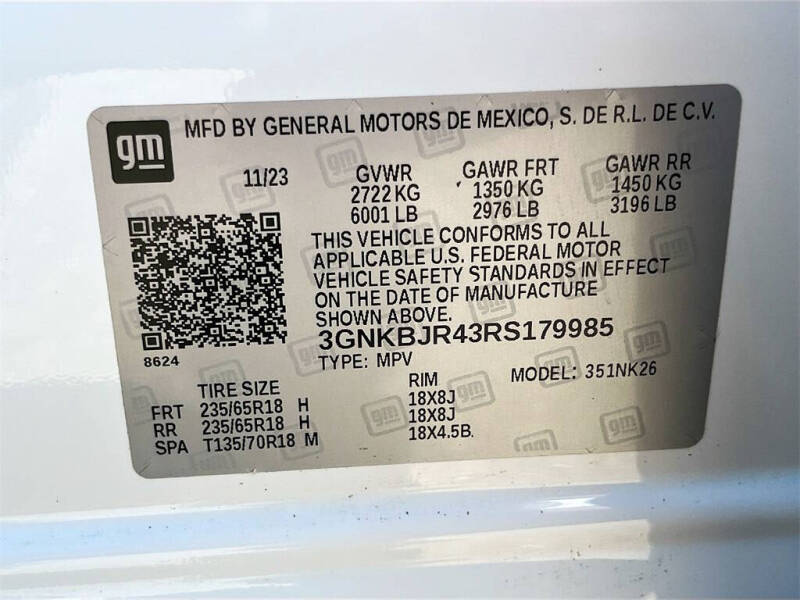 gm
MFD BY GENERAL MOTORS DE MEXICO, S. DE R.L. DE C.V.
11/23 GVWR GAWR FRT GAWR RR
2722 KG 1350 KG 1450 KG
6001 LB 2976 LB 3196 LB
THIS VEHICLE CONFORMS TO ALL
APPLICABLE U.S. FEDERAL MOTOR
VEHICLE SAFETY STANDARDS IN EFFECT
ON THE DATE OF MANUFACTURE
SHOWN ABOVE.
3GNKBJR43RS179985
8624
TYPE: MPV
MODEL: 351NK26
TIRE SIZE RIM
FRT 235/65R18 H 18X8J
RR 235/65R18 H 18X8J
SPA T135/70R18 M 18X4.5B.